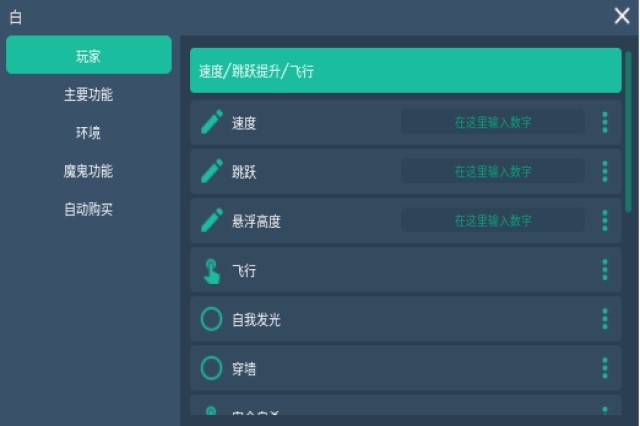 白
玩家
主要功能
环境
魔鬼功能
自动购买
速度/跳跃提升/飞行
速度
在这里输入数字
跳跃
在这里输入数字
悬浮高度
在这里输入数字
飞行
自我发光
穿墙